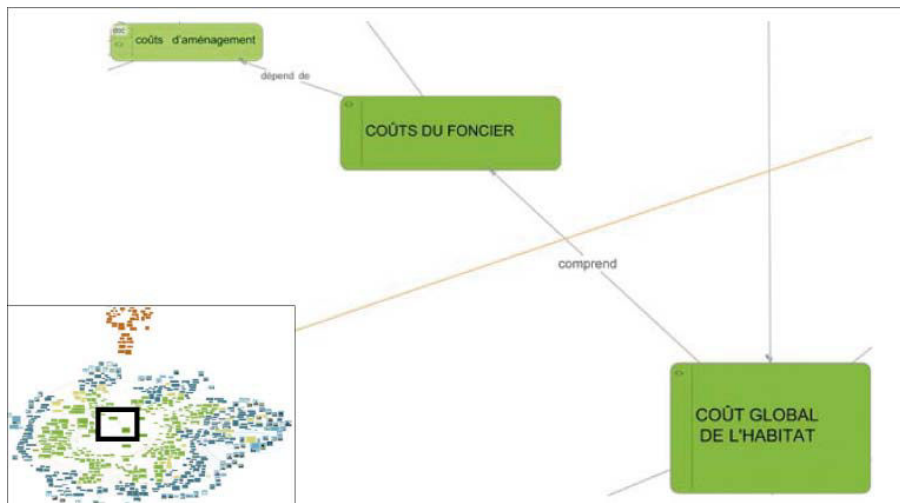 doc
<>
coûts d'aménagement
dépend de
<>
COÛTS DU FONCIER
comprend
<>
COÛT GLOBAL
DE L'HABITAT